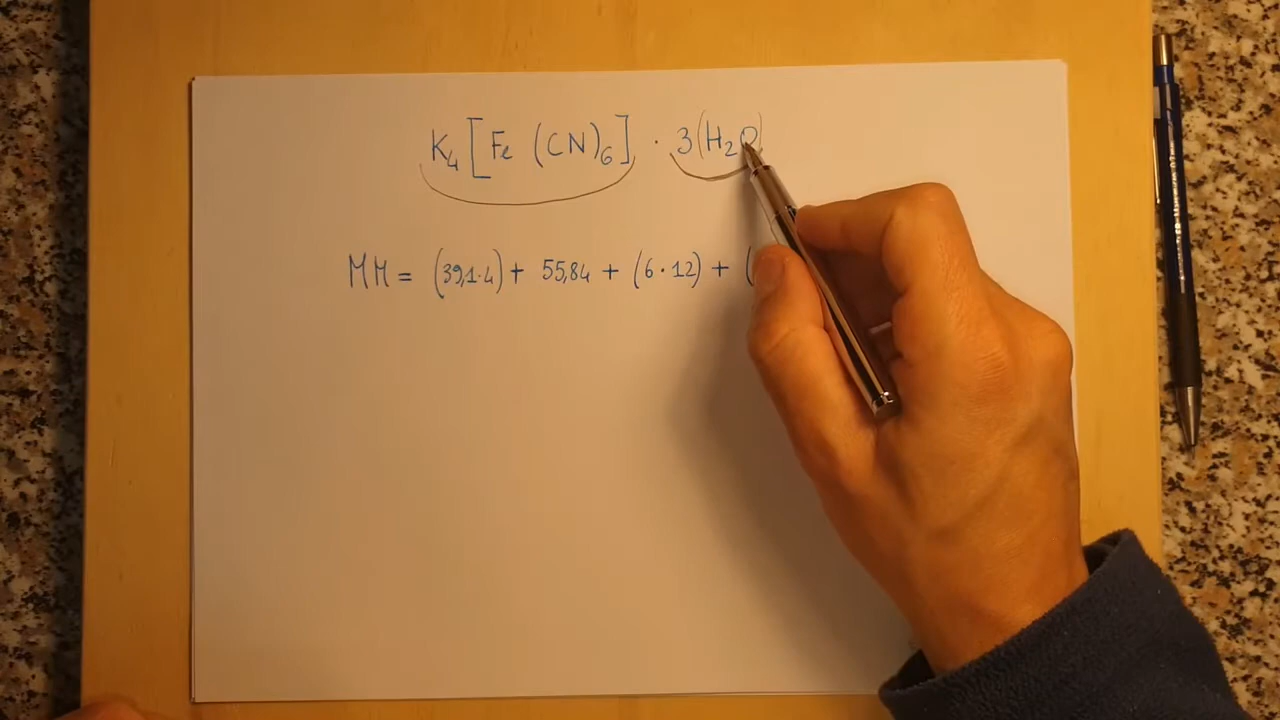 K₄[Fe (CN)₆] · 3(H₂O)
MM = (39,1·4)+ 55,84 + (6·12) + (